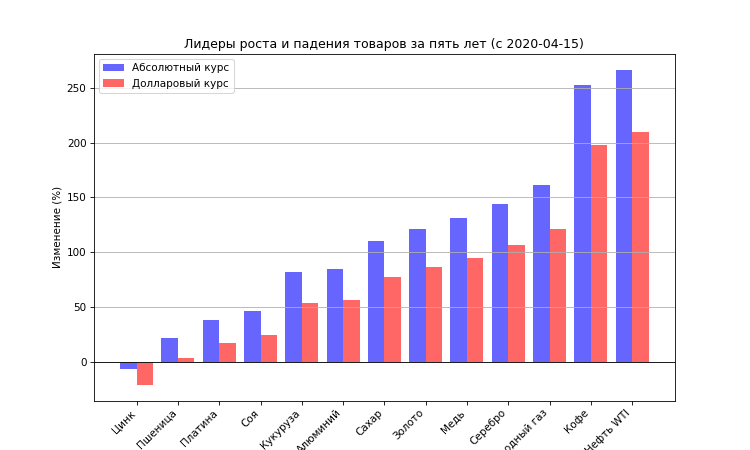 Лидеры роста и падения товаров за пять лет (с 2020-04-15)
Абсолютный курс
Долларовый курс
Изменение (%)
250
200
150
100
50
0
Цинк
Пшеница
Платина
Соя
Кукуруза
Алюминий
Сахар
Золото
Медь
Серебро
одный газ
Кофе
Нефть WTI